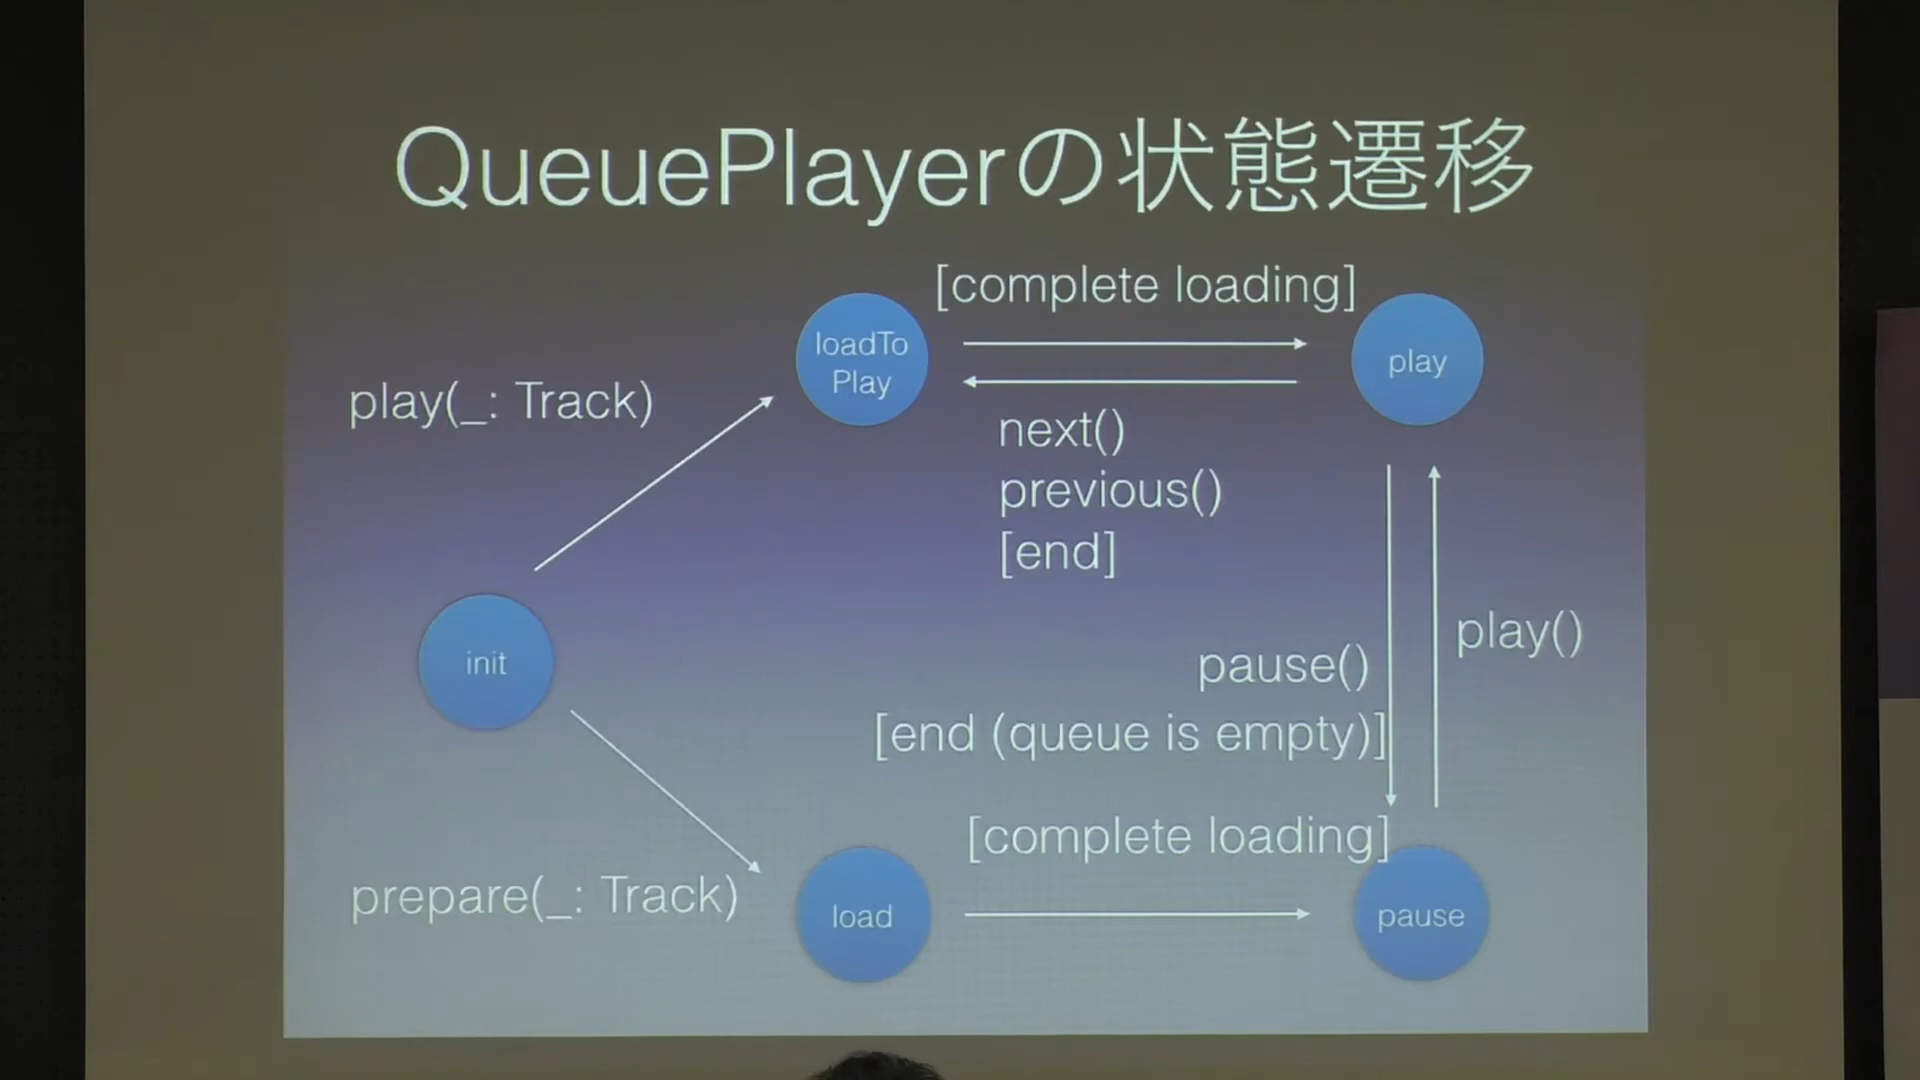 QueuePlayerの状態遷移
[complete loading]
loadTo
Play
play
play(_: Track)
next()
previous()
[end]
init
play()
pause()
[end (queue is empty)]
[complete loading]
prepare(_: Track)
load
pause